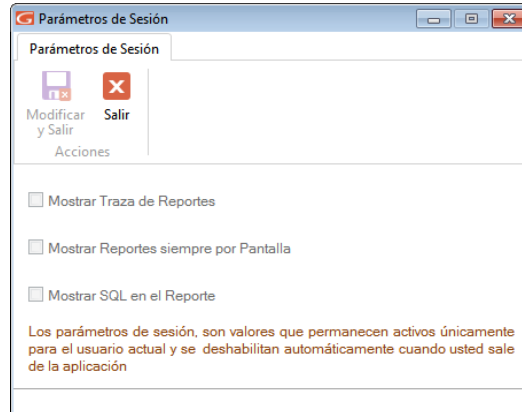 Parámetros de Sesión
Parámetros de Sesión
Modificar
y Salir
Salir
Acciones
Mostrar Traza de Reportes
Mostrar Reportes siempre por Pantalla
Mostrar SQL en el Reporte
Los parámetros de sesión, son valores que permanecen activos únicamente
para el usuario actual y se deshabilitan automáticamente cuando usted sale
de la aplicación